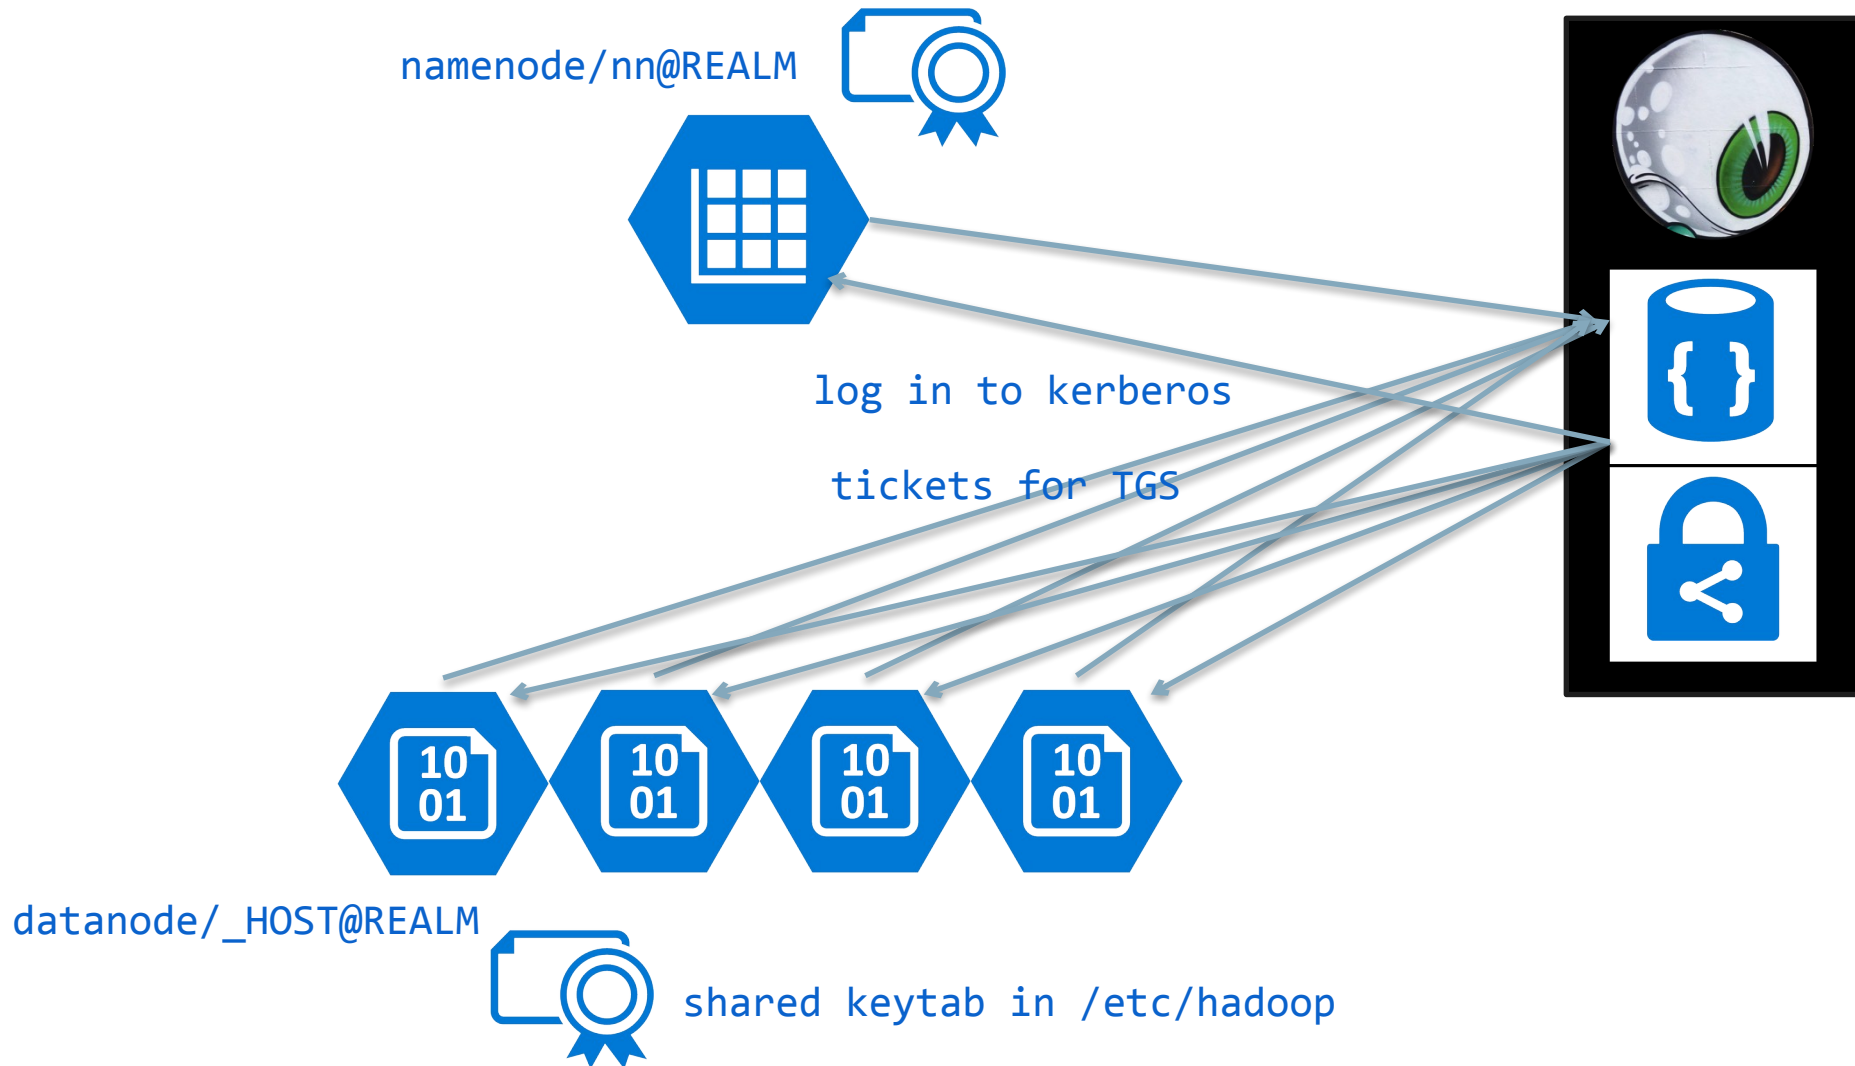 namenode/nn@REALM
{ }
log in to kerberos
tickets for TGS
10
01
10
01
10
01
10
01
datanode/_HOST@REALM
shared keytab in /etc/hadoop